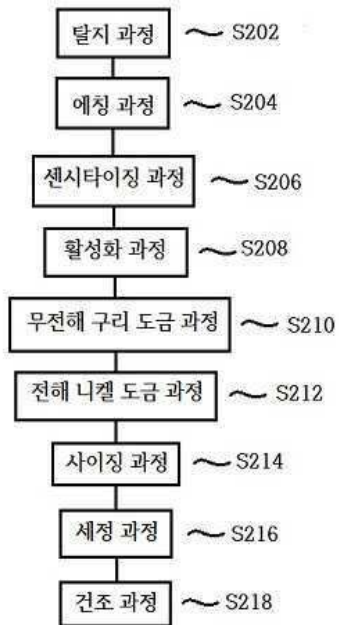 탈지 과정 S202
에칭 과정 S204
센시타이징 과정 S206
활성화 과정 S208
무전해 구리 도금 과정 S210
전해 니켈 도금 과정 S212
사이징 과정 S214
세정 과정 S216
건조 과정 S218